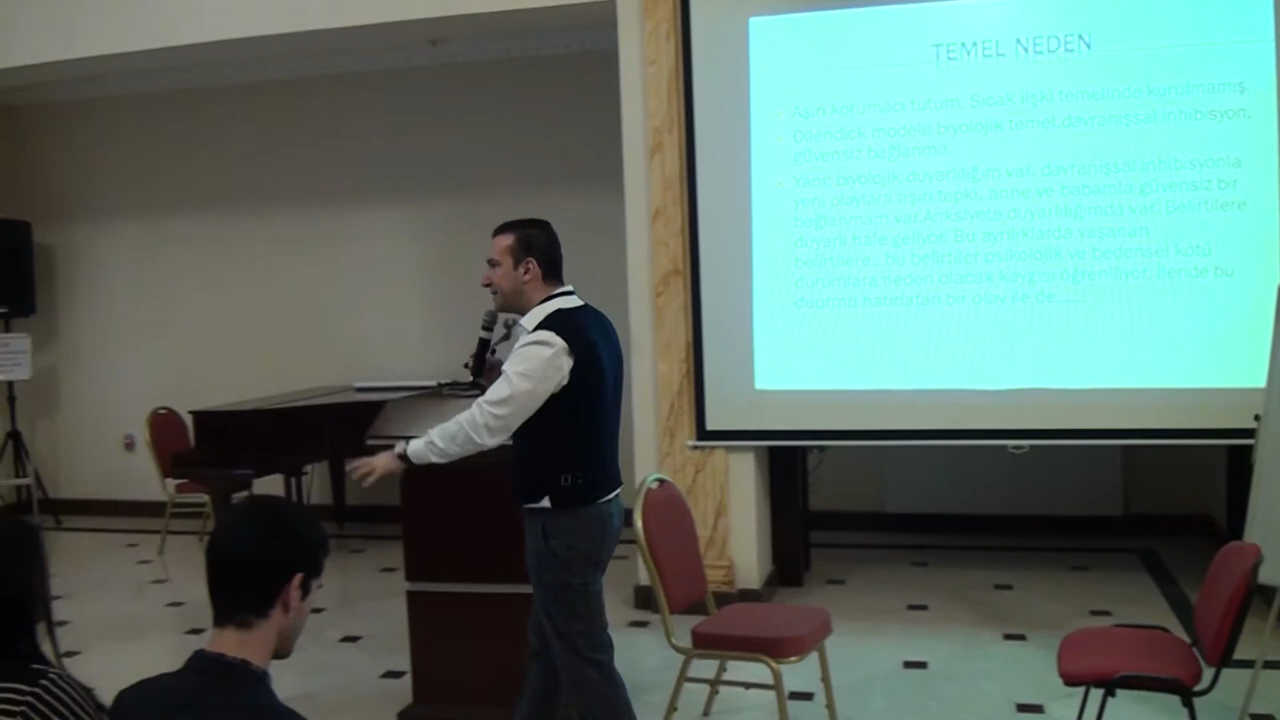 TEMEL NEDEN
Aşırı korumacı tutum. Sıcak ilşki temelinde kurulmamış.
Ollendick modeli: biyolojik temel,davranışsal inhibisyon,
güvensiz bağlanma.
Yani: biyolojik duyarlılığım var, davranışsal inhibisyonla
yeni olaylara aşırı tepki, anne ve babamla güvensiz bir
bağlanmam var.Anksiyete duyarlılığımda var. Belirtilere
duyarlı hale geliyor. Bu ayrılıklarda yaşanan
belirtilere...bu belirtiler psikolojik ve bedensel kötü
durumlara neden olacak kaygısı öğreniliyor. İleride bu
duurmu hatırlatan bir olay ile de......